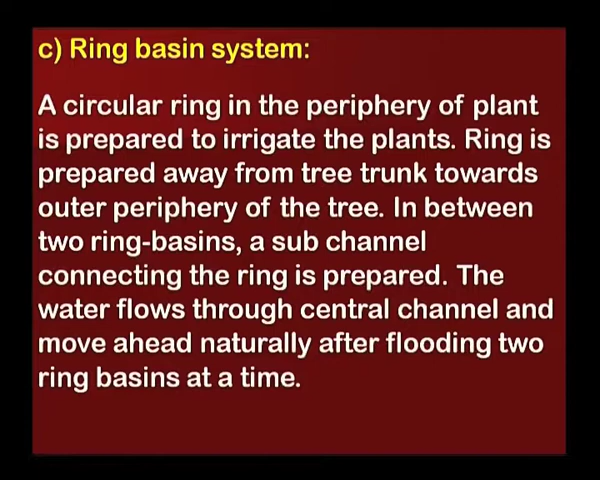 c) Ring basin system:
A circular ring in the periphery of plant
is prepared to irrigate the plants. Ring is
prepared away from tree trunk towards
outer periphery of the tree. In between
two ring-basins, a sub channel
connecting the ring is prepared. The
water flows through central channel and
move ahead naturally after flooding two
ring basins at a time.